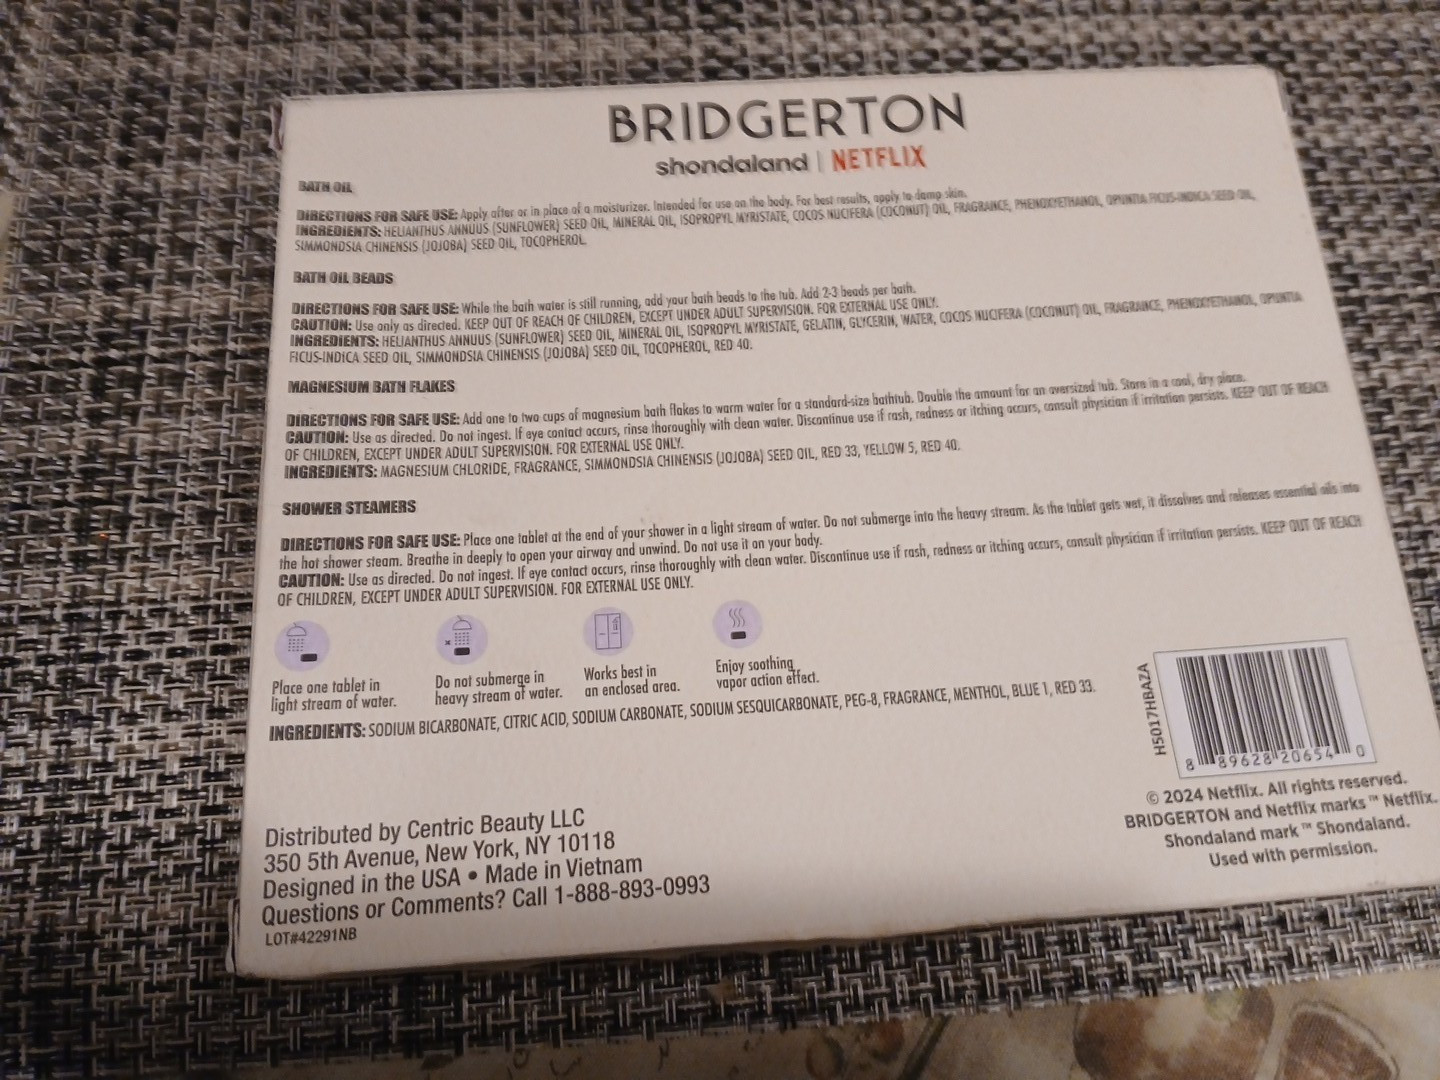 BRIDGERTON
shondaland | NETFLIX
BATH OIL
DIRECTIONS FOR SAFE USE: Apply after or in place of a moisturizer. Intended for use on the body. For best results, apply to damp skin.
INGREDIENTS: HELIANTHUS ANNUUS (SUNFLOWER) SEED OIL, MINERAL OIL, ISOPROPYL MYRISTATE, COCOS NUCIFERA (COCONUT) OIL, FRAGRANCE, PHENOXYETHANOL, OPUNTIA FICUS-INDICA SEED OIL,
SIMMONDSIA CHINENSIS (JOJOBA) SEED OIL, TOCOPHEROL.
BATH OIL BEADS
DIRECTIONS FOR SAFE USE: While the bath water is still running, add your bath beads to the tub. Add 2-3 beads per bath.
CAUTION: Use only as directed. KEEP OUT OF REACH OF CHILDREN, EXCEPT UNDER ADULT SUPERVISION. FOR EXTERNAL USE ONLY.
INGREDIENTS: HELIANTHUS ANNUUS (SUNFLOWER) SEED OIL, MINERAL OIL, ISOPROPYL MYRISTATE, GELATIN, GLYCERIN, WATER, COCOS NUCIFERA (COCONUT) OIL, FRAGRANCE, PHENOXYETHANOL, OPUNTIA
FICUS-INDICA SEED OIL, SIMMONDSIA CHINENSIS (JOJOBA) SEED OIL, TOCOPHEROL, RED 40.
MAGNESIUM BATH FLAKES
DIRECTIONS FOR SAFE USE: Add one to two cups of magnesium bath flakes to warm water for a standard-size bathtub. Double the amount for an oversized tub. Store in a cool, dry place.
CAUTION: Use as directed. Do not ingest. If eye contact occurs, rinse thoroughly with clean water. Discontinue use if rash, redness or itching occurs, consult physician if irritation persists. KEEP OUT OF REACH
OF CHILDREN, EXCEPT UNDER ADULT SUPERVISION. FOR EXTERNAL USE ONLY.
INGREDIENTS: MAGNESIUM CHLORIDE, FRAGRANCE, SIMMONDSIA CHINENSIS (JOJOBA) SEED OIL, RED 33, YELLOW 5, RED 40.
SHOWER STEAMERS
DIRECTIONS FOR SAFE USE: Place one tablet at the end of your shower in a light stream of water. Do not submerge into the heavy stream. As the tablet gets wet, it dissolves and releases essential oils into
the hot shower steam. Breathe in deeply to open your airway and unwind. Do not use it on your body.
CAUTION: Use as directed. Do not ingest. If eye contact occurs, rinse thoroughly with clean water. Discontinue use if rash, redness or itching occurs, consult physician if irritation persists. KEEP OUT OF REACH
OF CHILDREN, EXCEPT UNDER ADULT SUPERVISION. FOR EXTERNAL USE ONLY.
Place one tablet in
light stream of water.
Do not submerge in
heavy stream of water.
Works best in
an enclosed area.
Enjoy soothing
vapor action effect.
INGREDIENTS: SODIUM BICARBONATE, CITRIC ACID, SODIUM CARBONATE, SODIUM SESQUICARBONATE, PEG-8, FRAGRANCE, MENTHOL, BLUE 1, RED 33.
H5017HBAZA
8 89628 20654 0
© 2024 Netflix. All rights reserved.
BRIDGERTON and Netflix marks ™ Netflix.
Shondaland mark ™ Shondaland.
Used with permission.
Distributed by Centric Beauty LLC
350 5th Avenue, New York, NY 10118
Designed in the USA • Made in Vietnam
Questions or Comments? Call 1-888-893-0993
LOT#42291NB